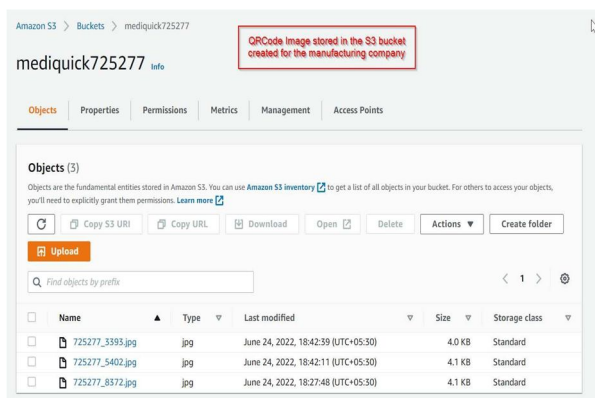 Amazon S3 > Buckets > mediquick725277
QRCode Image stored in the S3 bucket
created for the manufacturing company
mediquick725277 Info
Objects Properties Permissions Metrics Management Access Points
Objects (3)
Objects are the fundamental entities stored in Amazon S3. You can use Amazon S3 inventory to get a list of all objects in your bucket. For others to access your objects,
you'll need to explicitly grant them permissions. Learn more
Copy S3 URI Copy URL Download Open Delete Actions Create folder
Upload
Find objects by prefix < 1 >
Name Type Last modified Size Storage class
725277_3393.jpg jpg June 24, 2022, 18:42:39 (UTC+05:30) 4.0 KB Standard
725277_5402.jpg jpg June 24, 2022, 18:42:11 (UTC+05:30) 4.1 KB Standard
725277_8372.jpg jpg June 24, 2022, 18:27:48 (UTC+05:30) 4.1 KB Standard